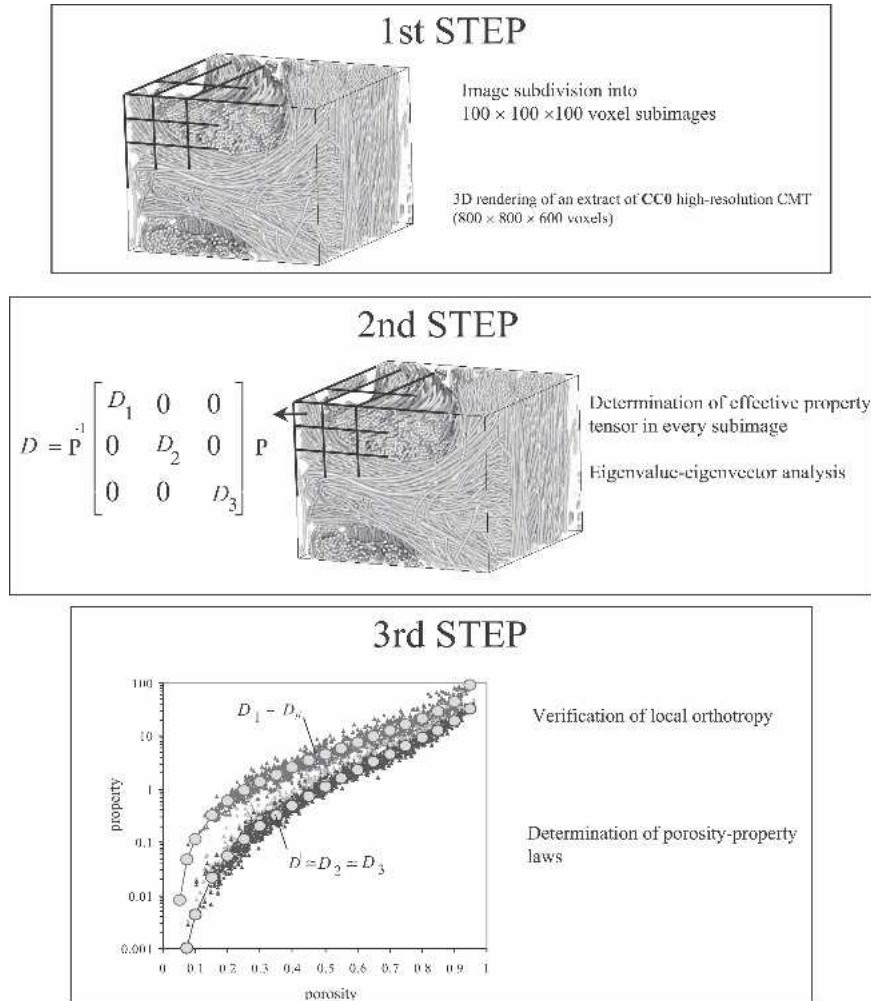 1st STEP
Image subdivision into
100 × 100 ×100 voxel subimages
3D rendering of an extract of CC0 high-resolution CMT
(800 × 800 × 600 voxels)
2nd STEP
D = P⁻¹ [D₁ 0 0
0 D₂ 0
0 0 D₃] P
Determination of effective property
tensor in every subimage
Eigenvalue-eigenvector analysis
3rd STEP
100
10
1
0.1
0.01
0.001
property
D₁ =
D = D₂ = D₃
0 0.1 0.2 0.3 0.4 0.5 0.6 0.7 0.8 0.9 1
porosity
Verification of local orthotropy
Determination of porosity-property
laws